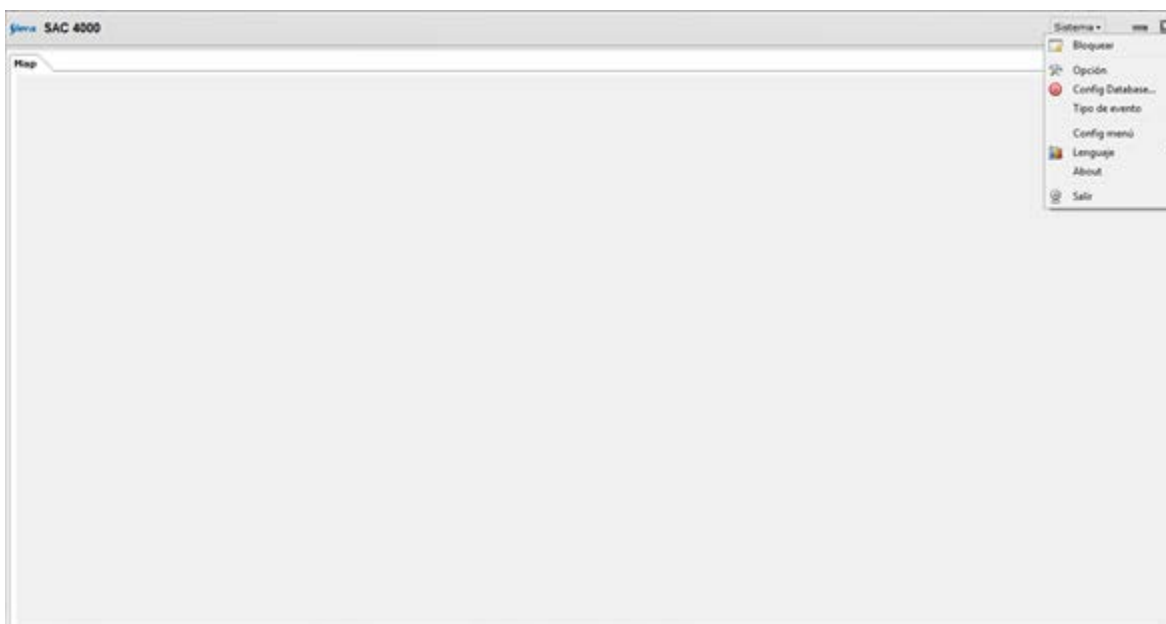 SAC 4000
Sistema
Map
Bloquear
Opción
Config Database...
Tipo de evento
Config menú
Lenguaje
About
Salir